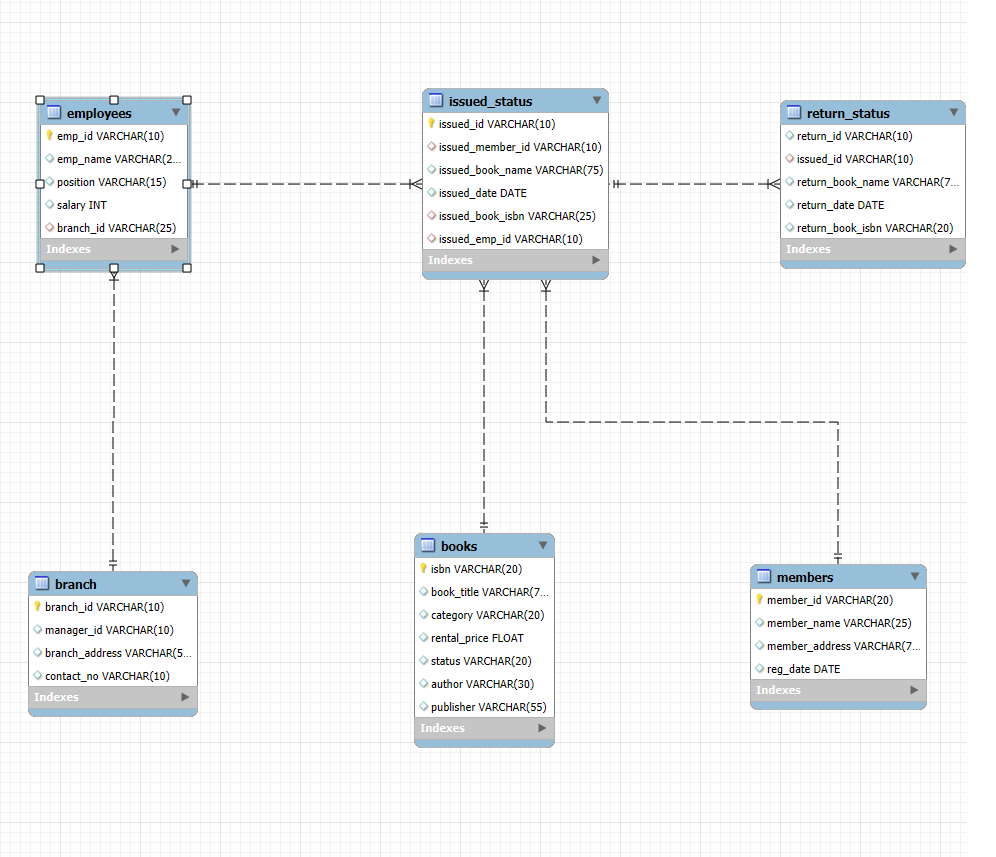 employees
emp_id VARCHAR(10)
emp_name VARCHAR(2...
position VARCHAR(15)
salary INT
branch_id VARCHAR(25)
Indexes
issued_status
issued_id VARCHAR(10)
issued_member_id VARCHAR(10)
issued_book_name VARCHAR(75)
issued_date DATE
issued_book_isbn VARCHAR(25)
issued_emp_id VARCHAR(10)
Indexes
return_status
return_id VARCHAR(10)
issued_id VARCHAR(10)
return_book_name VARCHAR(7...
return_date DATE
return_book_isbn VARCHAR(20)
Indexes
branch
branch_id VARCHAR(10)
manager_id VARCHAR(10)
branch_address VARCHAR(5...
contact_no VARCHAR(10)
Indexes
books
isbn VARCHAR(20)
book_title VARCHAR(7...
category VARCHAR(20)
rental_price FLOAT
status VARCHAR(20)
author VARCHAR(30)
publisher VARCHAR(55)
Indexes
members
member_id VARCHAR(20)
member_name VARCHAR(25)
member_address VARCHAR(7...
reg_date DATE
Indexes